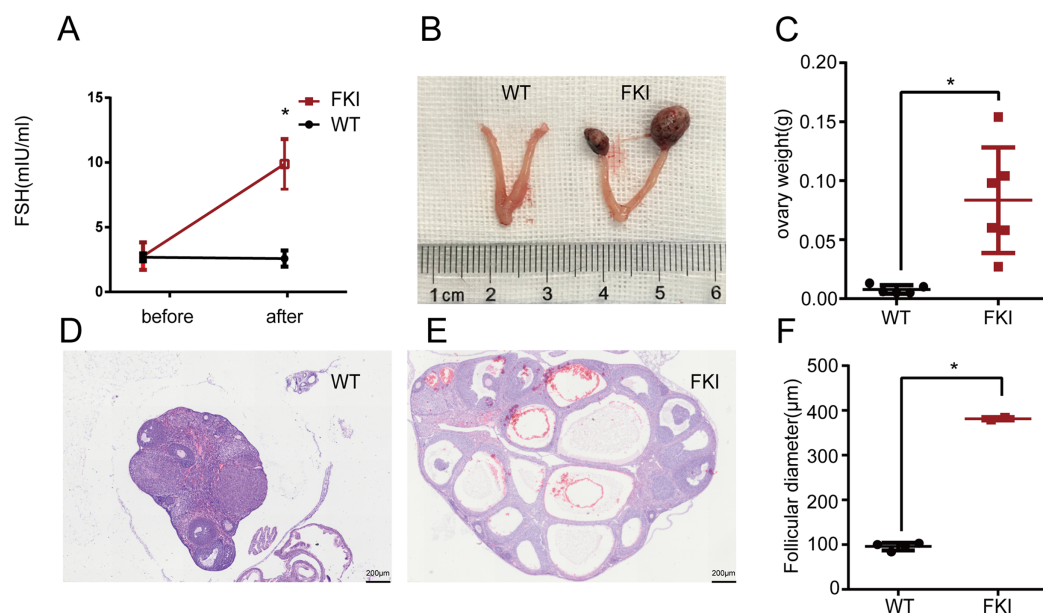 A
FSH(mIU/ml)
15
10
5
0
before
after
*
FKI
WT
B
WT
FKI
1 cm 2 3 4 5 6
C
ovary weight(g)
0.20
0.15
0.10
0.05
0.00
*
WT
FKI
D
WT
200μm
E
FKI
200μm
F
Follicular diameter(μm)
500
400
300
200
100
0
*
WT
FKI